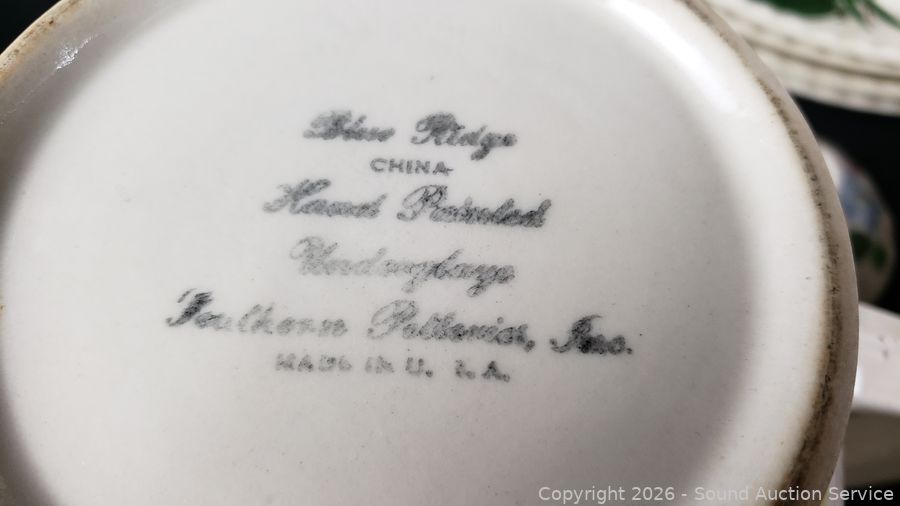 Blue Ridge
CHINA
Hand Painted
Underglaze
Southern Potteries, Inc.
MADE IN U. S. A.
Copyright 2026 - Sound Auction Service